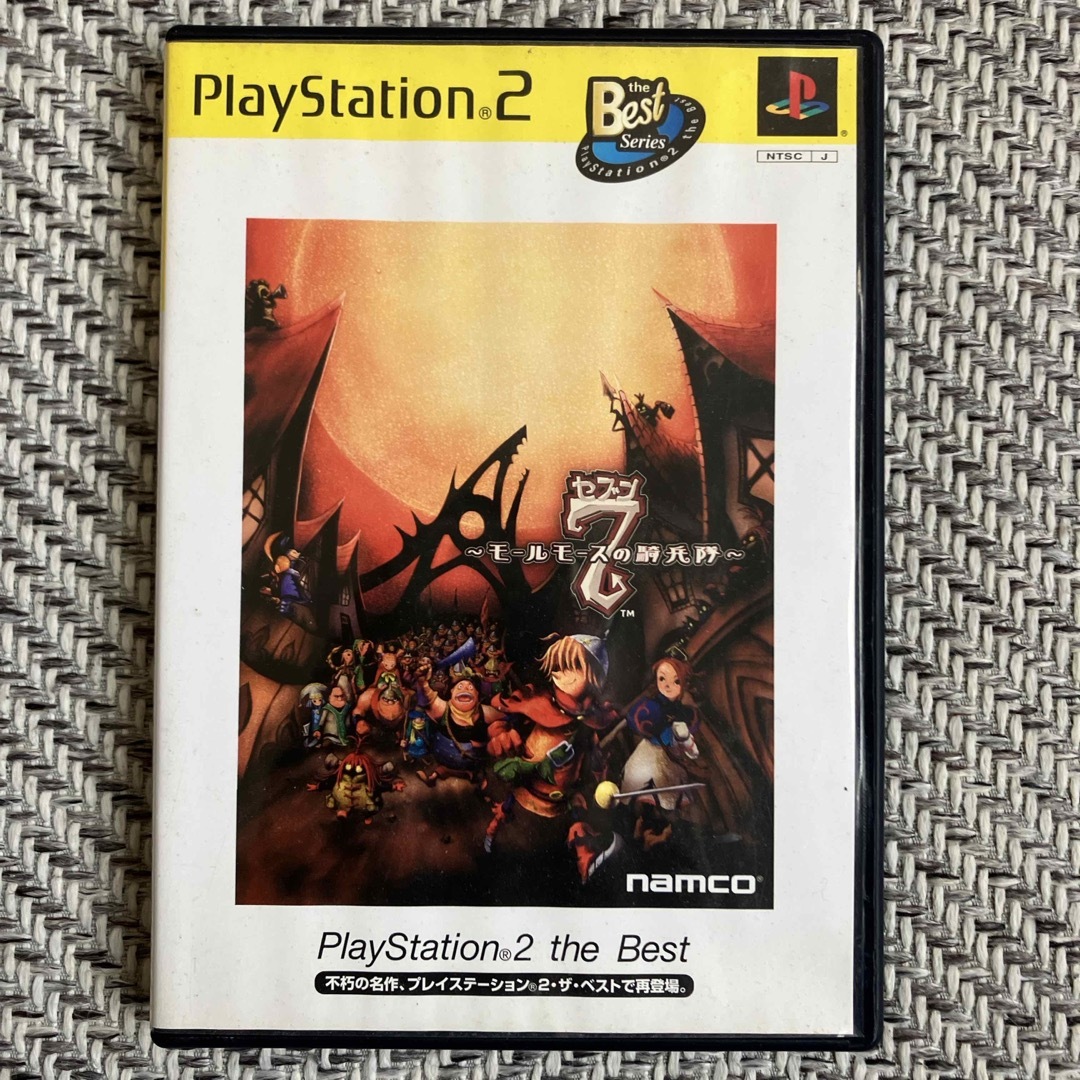 PlayStation®2
the
Best
Series
PlayStation®2 the Best
®
NTSC J
セブン
7
～モールモースの騎兵隊～
TM
namco®
PlayStation®2 the Best
不朽の名作、プレイステーション®2・ザ・ベストで再登場。